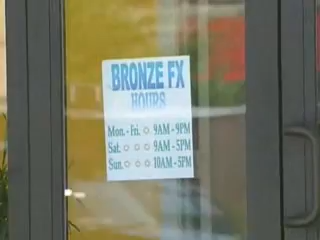 BRONZE FX
HOURS
Mon. - Fri. 9AM - 9PM
Sat. 9AM - 5PM
Sun. 10AM - 5PM